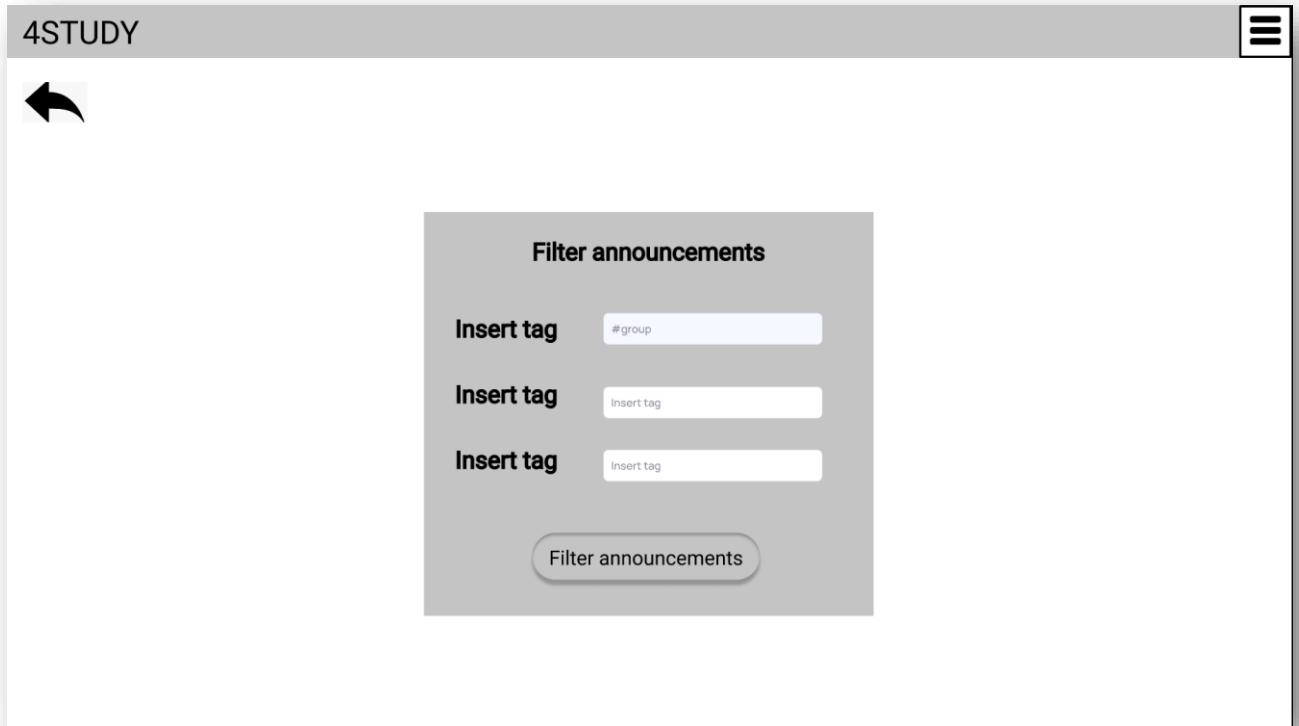 4STUDY
Filter announcements
Insert tag
#group
Insert tag
Insert tag
Insert tag
Insert tag
Filter announcements